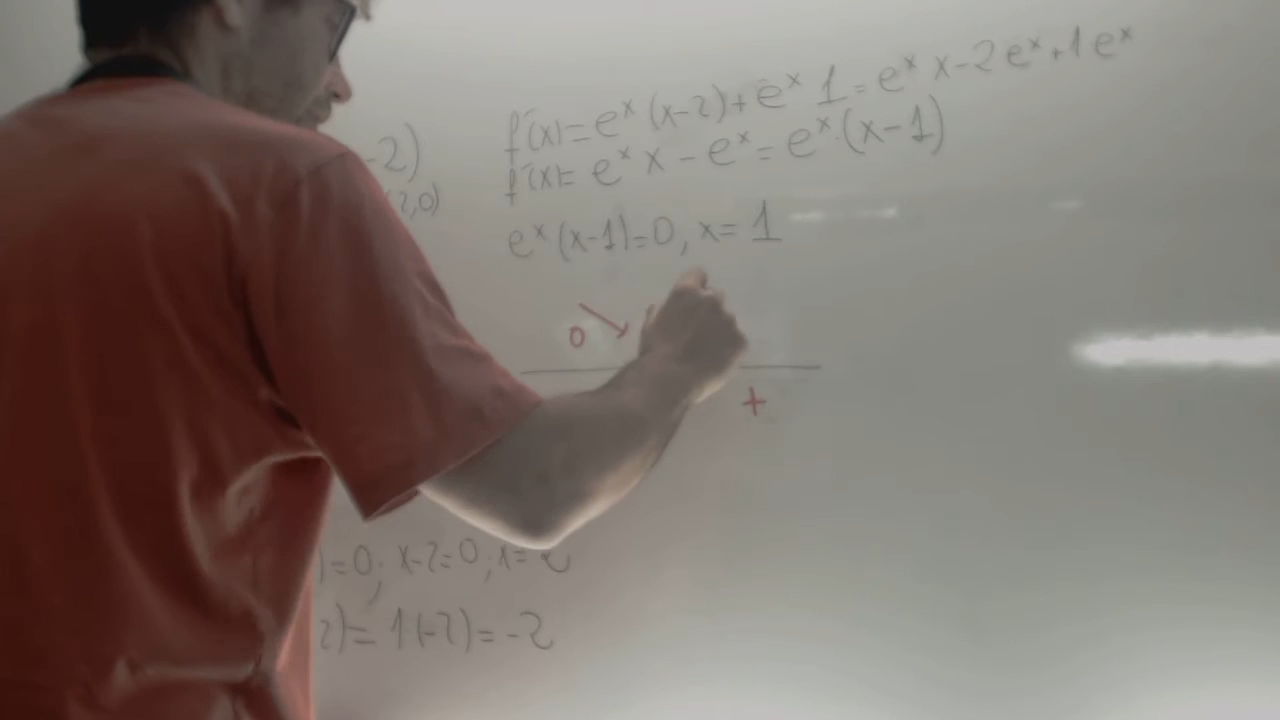 f'(x)=e^x (x-2)+e^x 1=e^x x-2e^x+1e^x
-2)
f'(x)=e^x x-e^x=e^x·(x-1)
2,0)
e^x(x-1)=0, x=1
0
+
)=0; x-2=0; x=2
2)=1(-2)=-2